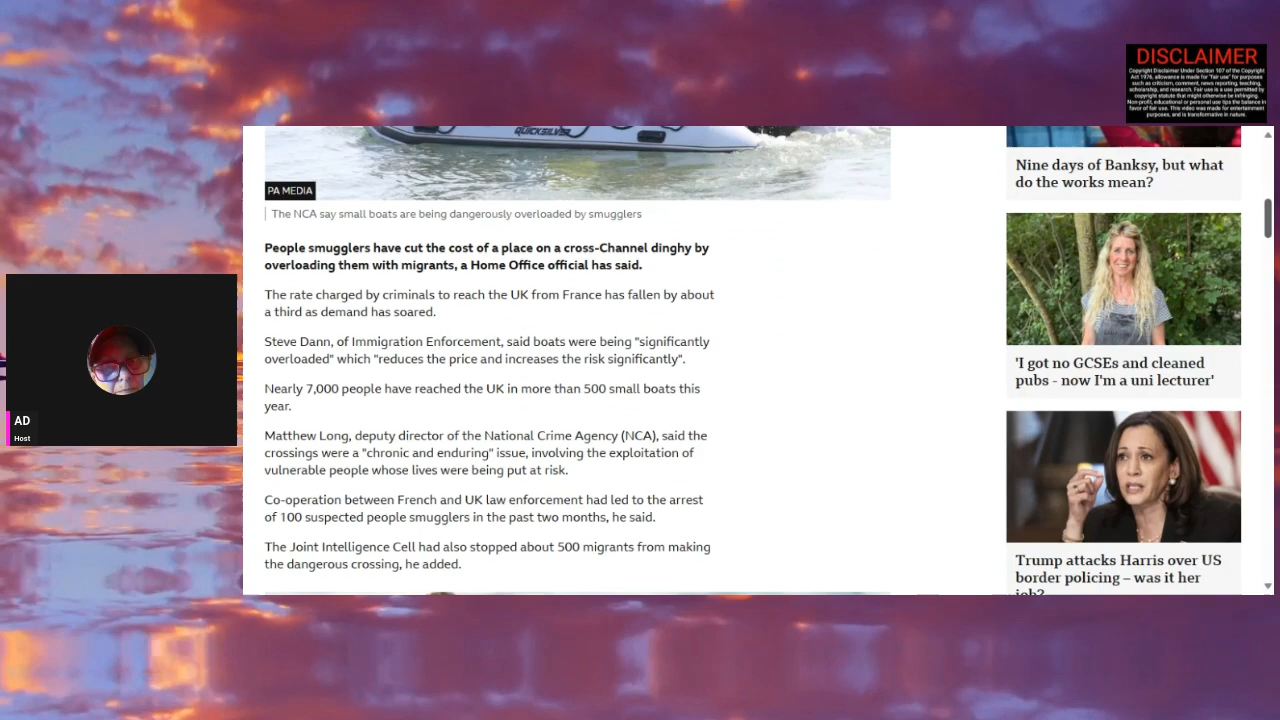 DISCLAIMER
Copyright Disclaimer Under Section 107 of the Copyright
Act 1976, allowance is made for "fair use" for purposes
such as criticism, comment, news reporting, teaching,
scholarship, and research. Fair use is a use permitted by
copyright statute that might otherwise be infringing.
Non-profit, educational or personal use tips the balance in
favor of fair use. This video was made for entertainment
purposes, and is transformative in nature.
QUICKSILVER
PA MEDIA
The NCA say small boats are being dangerously overloaded by smugglers
People smugglers have cut the cost of a place on a cross-Channel dinghy by
overloading them with migrants, a Home Office official has said.
The rate charged by criminals to reach the UK from France has fallen by about
a third as demand has soared.
Steve Dann, of Immigration Enforcement, said boats were being "significantly
overloaded" which "reduces the price and increases the risk significantly".
Nearly 7,000 people have reached the UK in more than 500 small boats this
year.
Matthew Long, deputy director of the National Crime Agency (NCA), said the
crossings were a "chronic and enduring" issue, involving the exploitation of
vulnerable people whose lives were being put at risk.
Co-operation between French and UK law enforcement had led to the arrest
of 100 suspected people smugglers in the past two months, he said.
The Joint Intelligence Cell had also stopped about 500 migrants from making
the dangerous crossing, he added.
Nine days of Banksy, but what
do the works mean?
'I got no GCSEs and cleaned
pubs - now I'm a uni lecturer'
Trump attacks Harris over US
border policing – was it her
job?
AD
Host